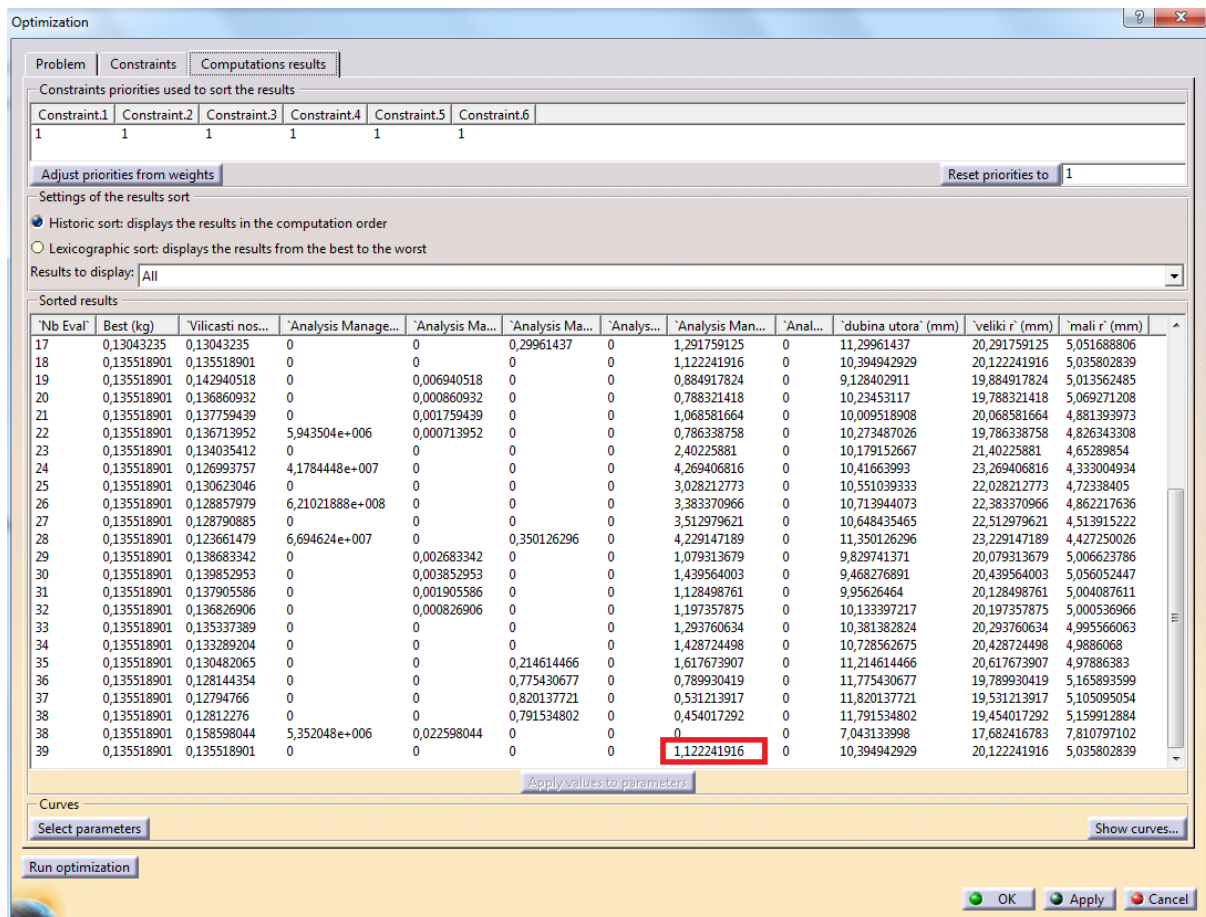 Optimization
Problem Constraints Computations results
Constraints priorities used to sort the results
Constraint.1 Constraint.2 Constraint.3 Constraint.4 Constraint.5 Constraint.6
1 1 1 1 1 1
Adjust priorities from weights Reset priorities to 1
Settings of the results sort
Historic sort: displays the results in the computation order
Lexicographic sort: displays the results from the best to the worst
Results to display: All
Sorted results
`Nb Eval` Best (kg) `Vilicasti nos... `Analysis Manage... `Analysis Ma... `Analysis Ma... `Analys... `Analysis Man... `Anal... `dubina utora` (mm) `veliki r` (mm) `mali r` (mm)
17 0,13043235 0,13043235 0 0 0,29961437 0 1,291759125 0 11,29961437 20,291759125 5,051688806
18 0,135518901 0,135518901 0 0 0 0 1,122241916 0 10,394942929 20,122241916 5,035802839
19 0,135518901 0,142940518 0 0,006940518 0 0 0,884917824 0 9,128402911 19,884917824 5,013562485
20 0,135518901 0,136860932 0 0,000860932 0 0 0,788321418 0 10,23453117 19,788321418 5,069271208
21 0,135518901 0,137759439 0 0,001759439 0 0 1,068581664 0 10,009518908 20,068581664 4,881393973
22 0,135518901 0,136713952 5,943504e+006 0,000713952 0 0 0,786338758 0 10,273487026 19,786338758 4,826343308
23 0,135518901 0,134035412 0 0 0 0 2,40225881 0 10,179152667 21,40225881 4,65289854
24 0,135518901 0,126993757 4,1784448e+007 0 0 0 4,269406816 0 10,41663993 23,269406816 4,333004934
25 0,135518901 0,130623046 0 0 0 0 3,028212773 0 10,551039333 22,028212773 4,72338405
26 0,135518901 0,128857979 6,21021888e+008 0 0 0 3,383370966 0 10,713944073 22,383370966 4,862217636
27 0,135518901 0,128790885 0 0 0 0 3,512979621 0 10,648435465 22,512979621 4,513915222
28 0,135518901 0,123661479 6,694624e+007 0 0,350126296 0 4,229147189 0 11,350126296 23,229147189 4,427250026
29 0,135518901 0,138683342 0 0,002683342 0 0 1,079313679 0 9,829741371 20,079313679 5,006623786
30 0,135518901 0,139852953 0 0,003852953 0 0 1,439564003 0 9,468276891 20,439564003 5,056052447
31 0,135518901 0,137905586 0 0,001905586 0 0 1,128498761 0 9,95626464 20,128498761 5,004087611
32 0,135518901 0,136826906 0 0,000826906 0 0 1,197357875 0 10,133397217 20,197357875 5,000536966
33 0,135518901 0,135337389 0 0 0 0 1,293760634 0 10,381382824 20,293760634 4,995566063
34 0,135518901 0,133289204 0 0 0 0 1,428724498 0 10,728562675 20,428724498 4,9886068
35 0,135518901 0,130482065 0 0 0,214614466 0 1,617673907 0 11,214614466 20,617673907 4,97886383
36 0,135518901 0,128144354 0 0 0,775430677 0 0,789930419 0 11,775430677 19,789930419 5,165893599
37 0,135518901 0,12794766 0 0 0,820137721 0 0,531213917 0 11,820137721 19,531213917 5,105095054
38 0,135518901 0,12812276 0 0 0,791534802 0 0,454017292 0 11,791534802 19,454017292 5,159912884
38 0,135518901 0,158598044 5,352048e+006 0,022598044 0 0 0 0 7,043133998 17,682416783 7,810797102
39 0,135518901 0,135518901 0 0 0 0 1,122241916 0 10,394942929 20,122241916 5,035802839
Apply values to parameters
Curves
Select parameters Show curves...
Run optimization
OK Apply Cancel